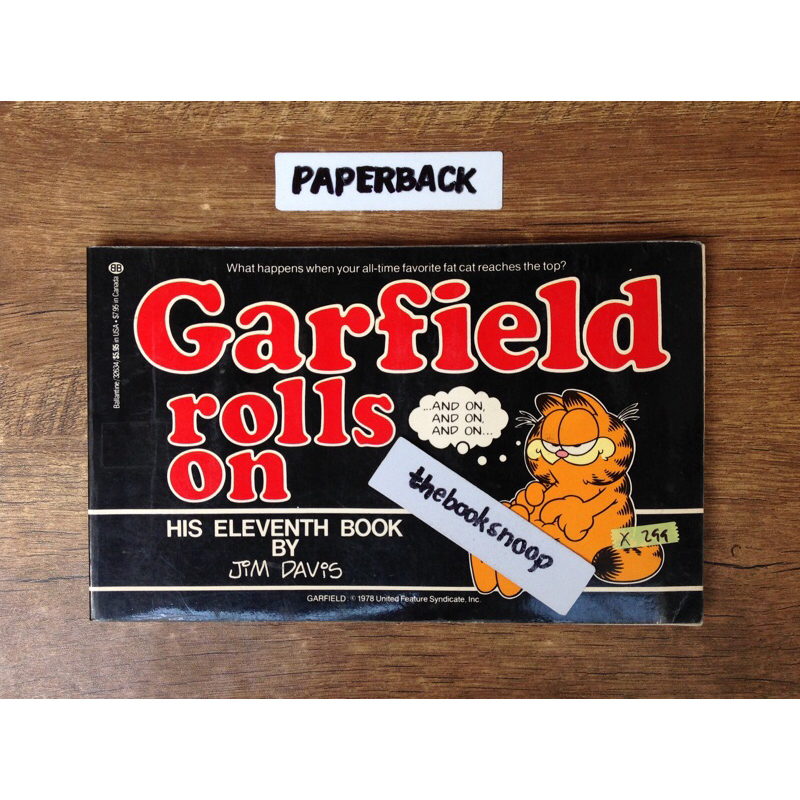 PAPERBACK
BB
What happens when your all-time favorite fat cat reaches the top?
Ballantine/32634/$5.95 in USA • $7.95 in Canada
Garfield
rolls
on
...AND ON,
AND ON,
AND ON...
thebooksnoop
HIS ELEVENTH BOOK
BY
JIM DAVIS
X 299
GARFIELD © 1978 United Feature Syndicate, Inc.